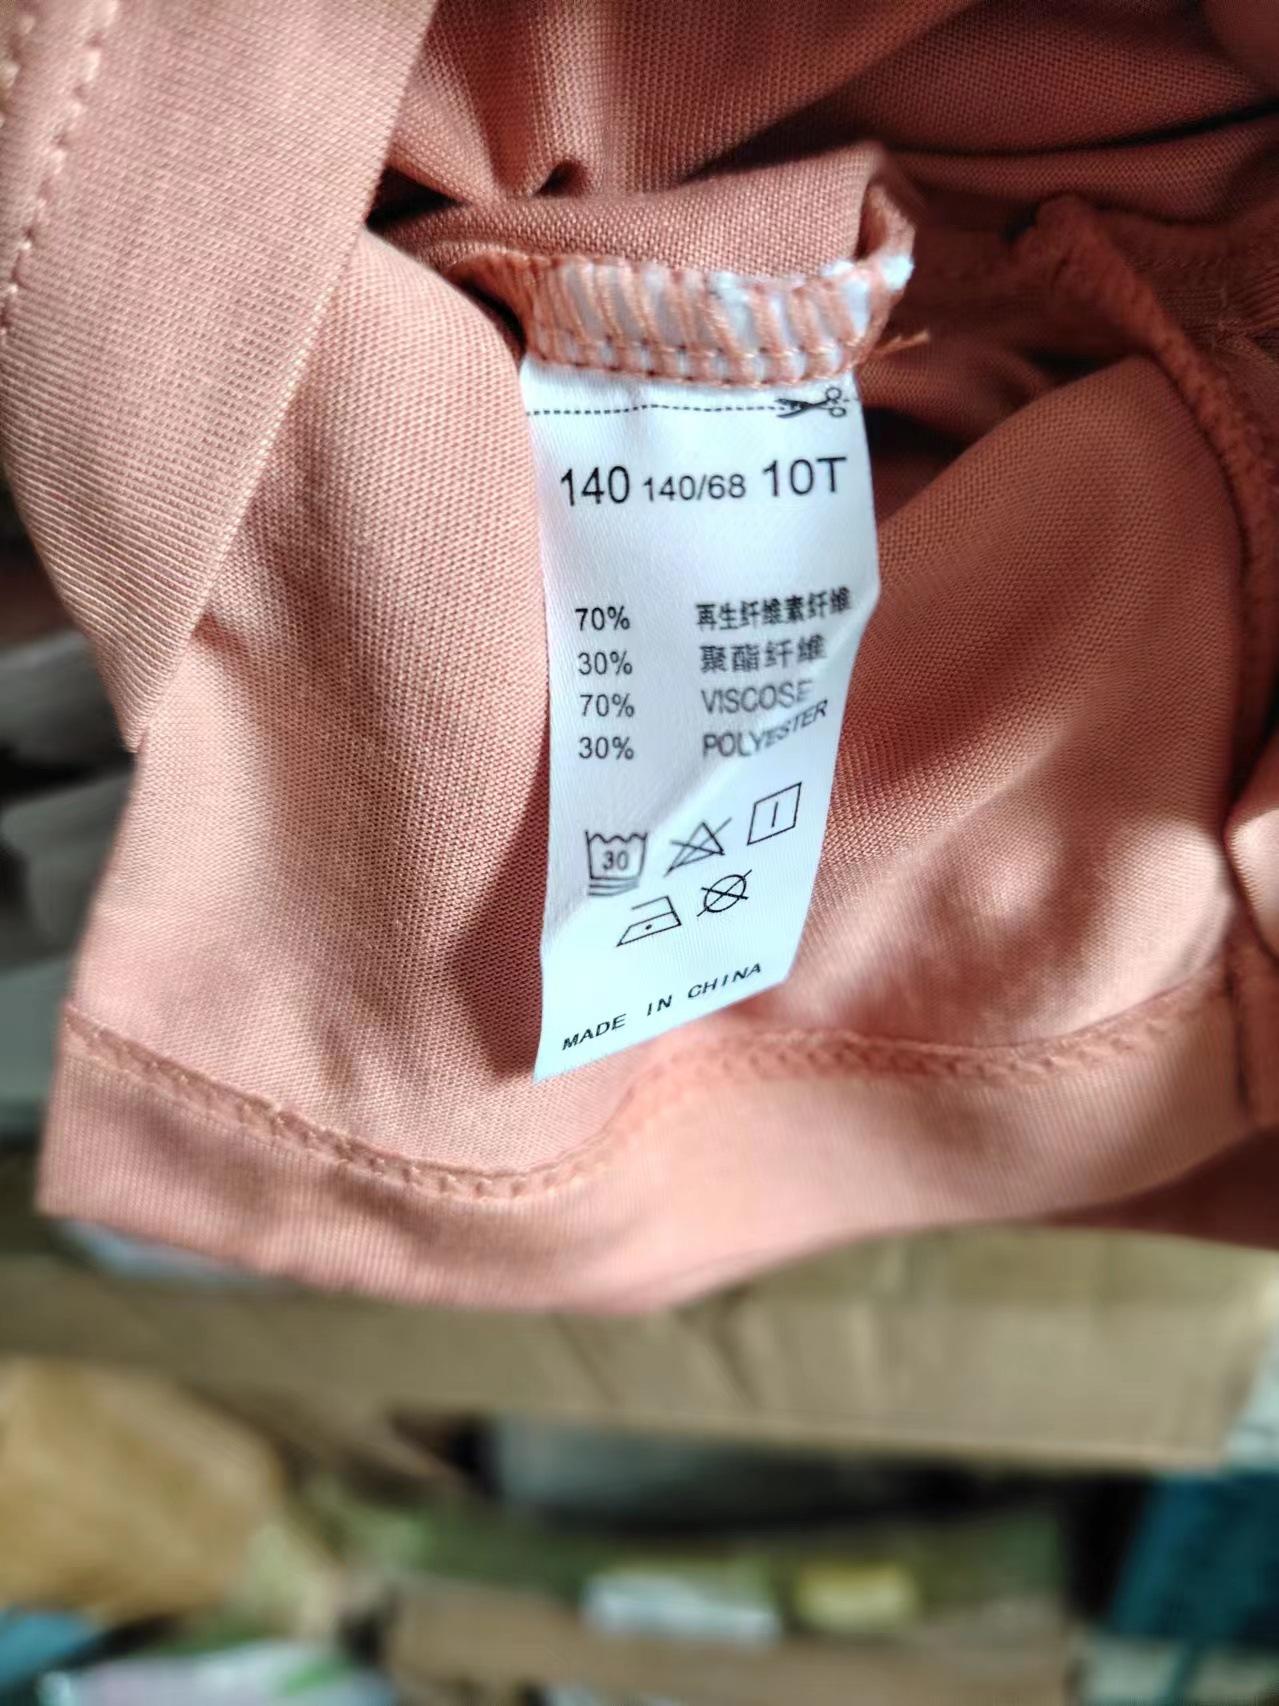 140 140/68 10T
70% 再生纤维素纤维
30% 聚酯纤维
70% VISCOSE
30% POLYESTER
30
MADE IN CHINA